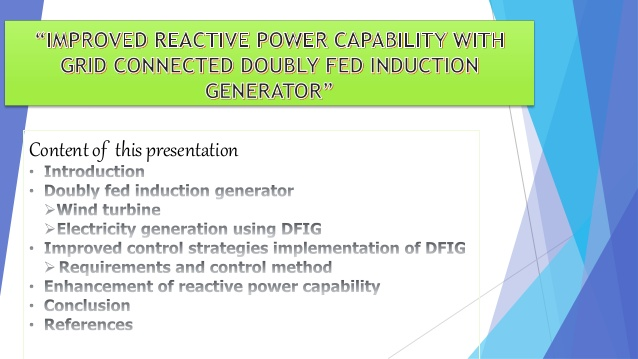 “IMPROVED REACTIVE POWER CAPABILITY WITH
GRID CONNECTED DOUBLY FED INDUCTION
GENERATOR”
Content of this presentation
• Introduction
• Doubly fed induction generator
➢Wind turbine
➢Electricity generation using DFIG
• Improved control strategies implementation of DFIG
➢Requirements and control method
• Enhancement of reactive power capability
• Conclusion
• References